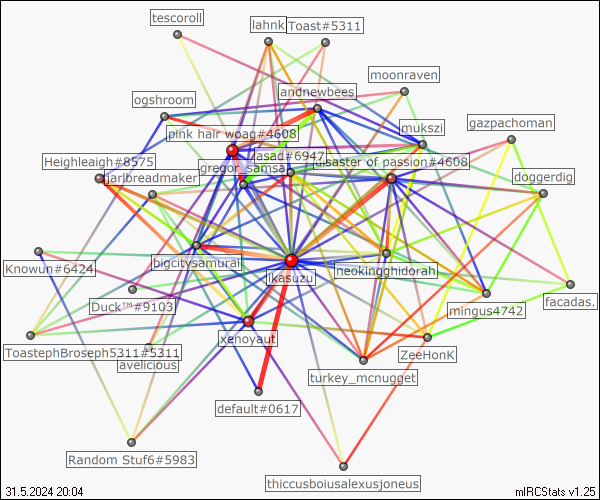 tescoroll
lahnk
Toast#5311
moonraven
andnewbees
ogshroom
gazpachoman
mukszi
pink hair woag#4608
jasad#6947
disaster of passion#4608
Heighleaigh#8575
gregor_samsa
jarlbreadmaker
doggerdig
bigcitysamurai
Knowun#6424
neokingghidorah
ikasuzu
Duck™#9103
mingus4742
facadas.
xenoyaut
ToastephBroseph5311#5311
ZeeHonK
avelicious
turkey_mcnugget
default#0617
Random Stuf6#5983
thiccusboiusalexusjoneus
31.5.2024 20:04
mIRCStats v1.25